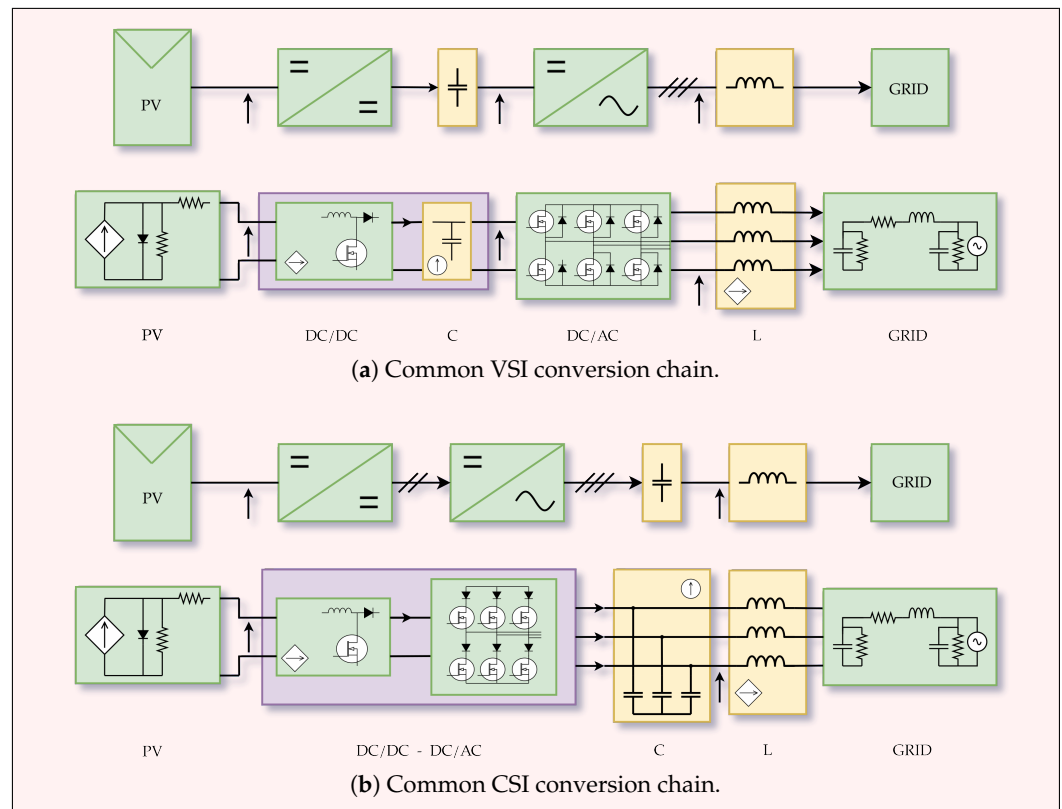 PV GRID
PV DC/DC C DC/AC L GRID
(a) Common VSI conversion chain.
PV GRID
PV DC/DC - DC/AC C L GRID
(b) Common CSI conversion chain.